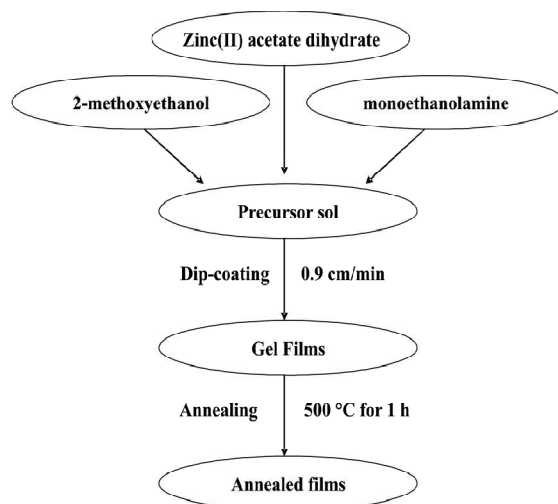 Zinc(II) acetate dihydrate
2-methoxyethanol
monoethanolamine
Precursor sol
Dip-coating 0.9 cm/min
Gel Films
Annealing 500 °C for 1 h
Annealed films